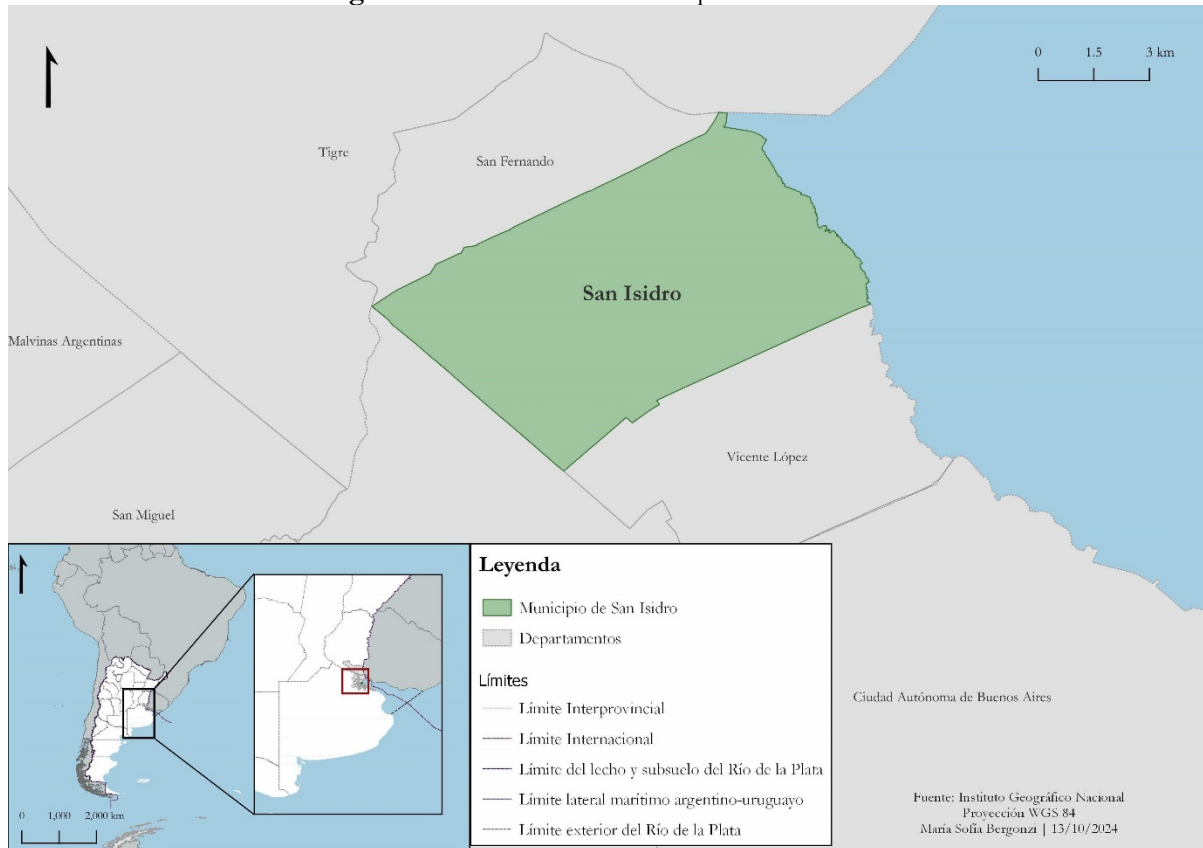 0 1.5 3 km
Tigre
San Fernando
San Isidro
Malvinas Argentinas
Vicente López
San Miguel
Leyenda
Municipio de San Isidro
Departamentos
Límites
Límite Interprovincial
Límite Internacional
Límite del lecho y subsuelo del Río de la Plata
Límite lateral marítimo argentino-uruguayo
Límite exterior del Río de la Plata
0 1,000 2,000 km
Ciudad Autónoma de Buenos Aires
Fuente: Instituto Geográfico Nacional
Proyección WGS 84
María Sofía Bergonzi | 13/10/2024